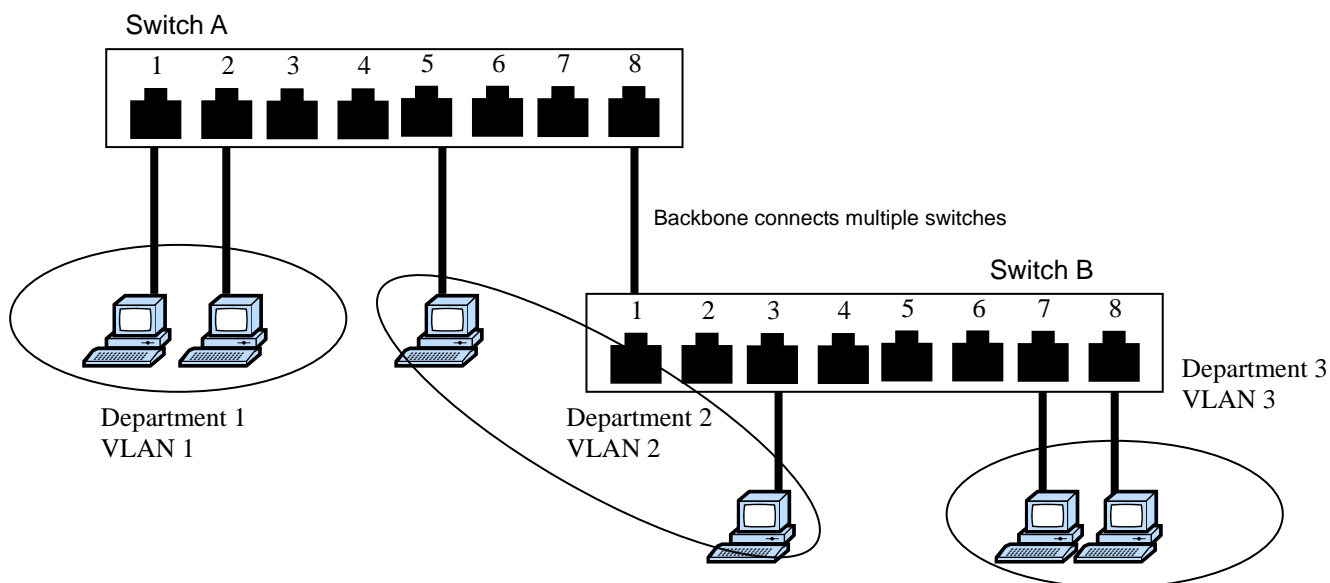 Switch A
1 2 3 4 5 6 7 8
Backbone connects multiple switches
Switch B
1 2 3 4 5 6 7 8
Department 1
VLAN 1
Department 2
VLAN 2
Department 3
VLAN 3